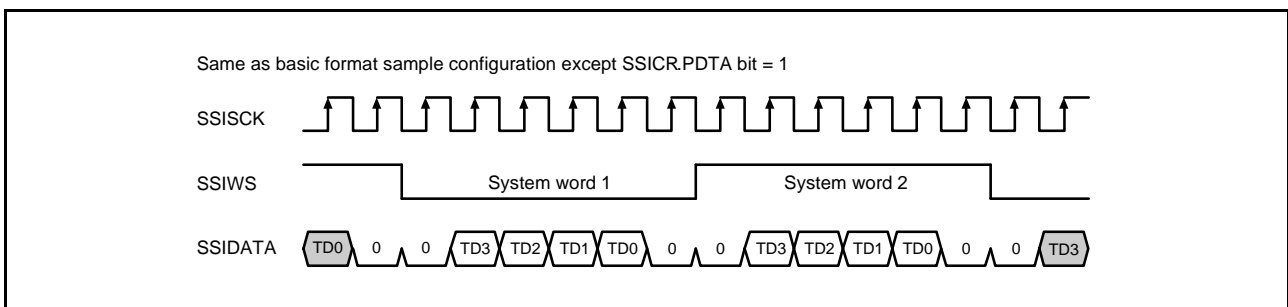 Same as basic format sample configuration except SSICR.PDTA bit = 1
SSISCK
SSIWS System word 1 System word 2
SSIDATA TD0 0 0 TD3 TD2 TD1 TD0 0 0 TD3 TD2 TD1 TD0 0 0 TD3